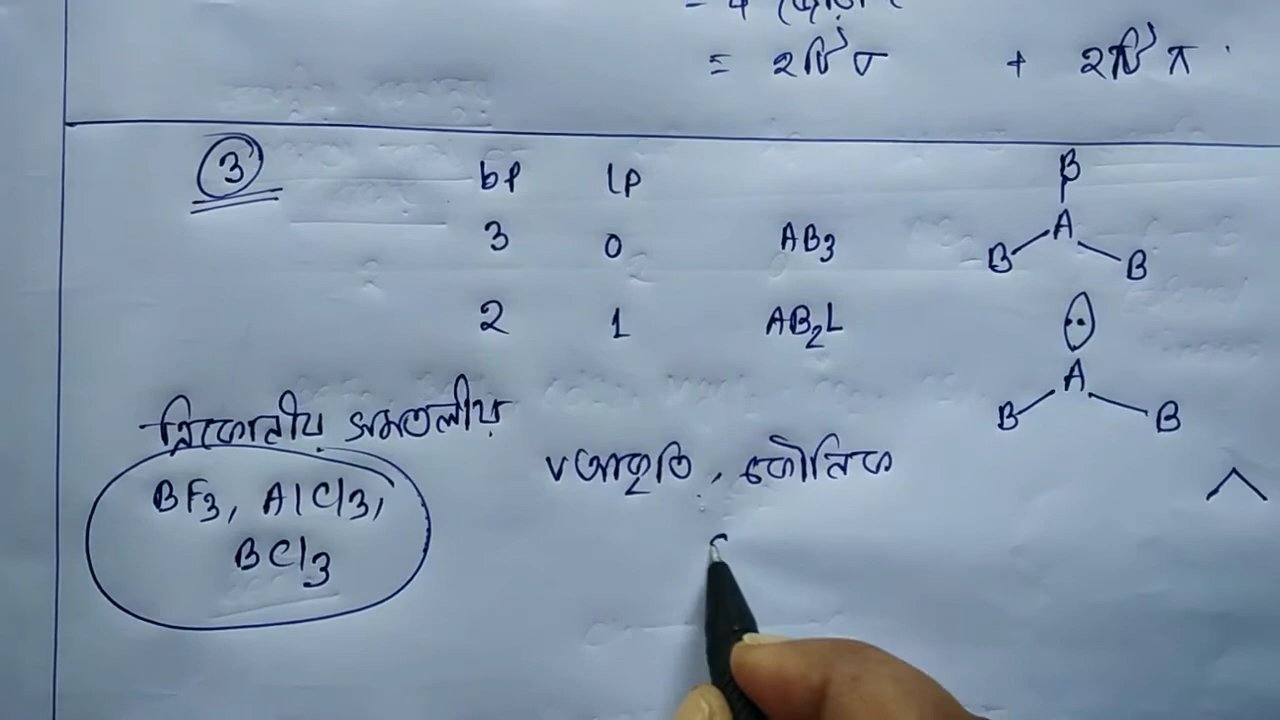 = 2টি σ + 2টি π
3
bp lp
3 0 AB3
2 1 AB2L
B
A
B B
A
B B
ত্রিকোনীয় সমতলীয়
V আকৃতি, কৌনিক
BF3, AlCl3,
BCl3